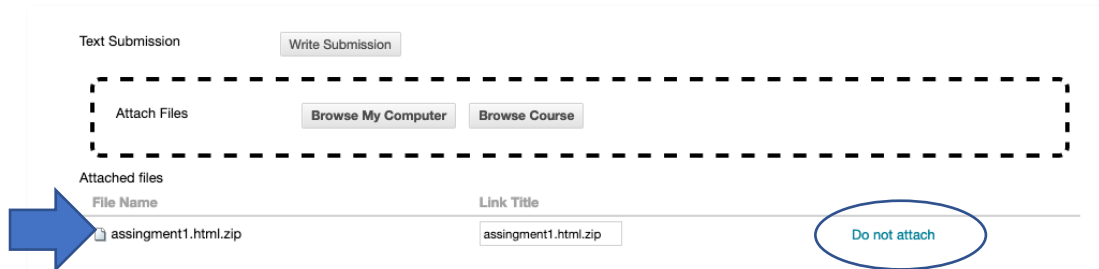 Text Submission Write Submission
Attach Files Browse My Computer Browse Course
Attached files
File Name Link Title
assingment1.html.zip assingment1.html.zip Do not attach